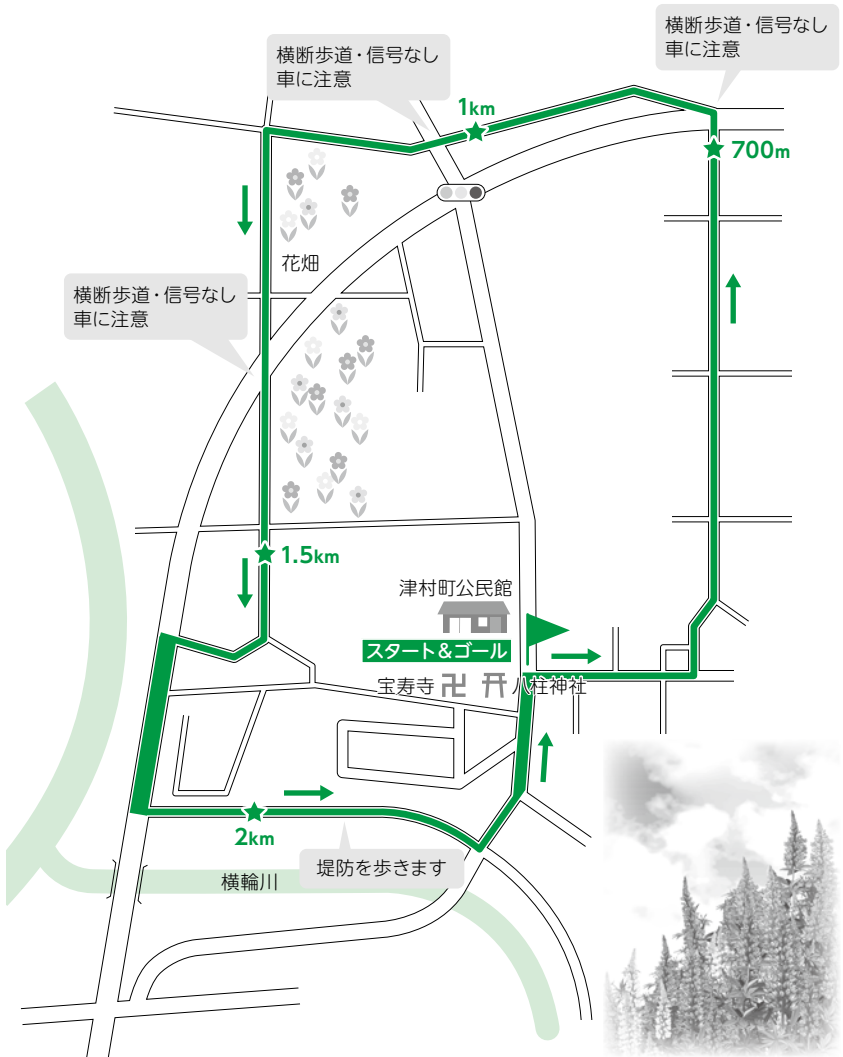 横断歩道・信号なし
車に注意
横断歩道・信号なし
車に注意
1km
700m
花畑
横断歩道・信号なし
車に注意
1.5km
津村町公民館
スタート&ゴール
宝寿寺
八柱神社
2km
堤防を歩きます
横輪川